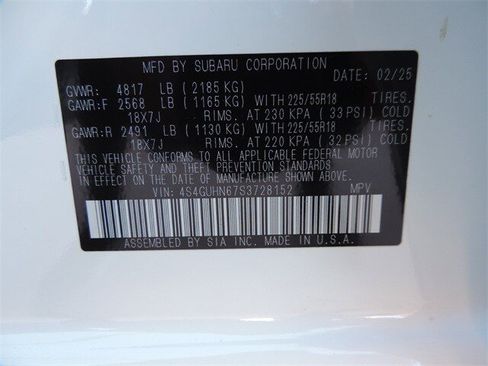 MFD BY SUBARU CORPORATION
DATE: 02/25
GVWR: 4817 LB ( 2185 KG)
GAWR:F 2568 LB ( 1165 KG) WITH 225/55R18 TIRES.
18X7J RIMS. AT 230 KPA ( 33 PSI) COLD
GAWR:R 2491 LB ( 1130 KG) WITH 225/55R18 TIRES.
18X7J RIMS. AT 220 KPA ( 32 PSI) COLD
THIS VEHICLE CONFORMS TO ALL APPLICABLE FEDERAL MOTOR
VEHICLE SAFETY AND THEFT PREVENTION STANDARDS IN EFFECT
ON THE DATE OF MANUFACTURE SHOWN ABOVE.
VIN: 4S4GUHN67S3728152 MPV
ASSEMBLED BY SIA INC. MADE IN U.S.A.